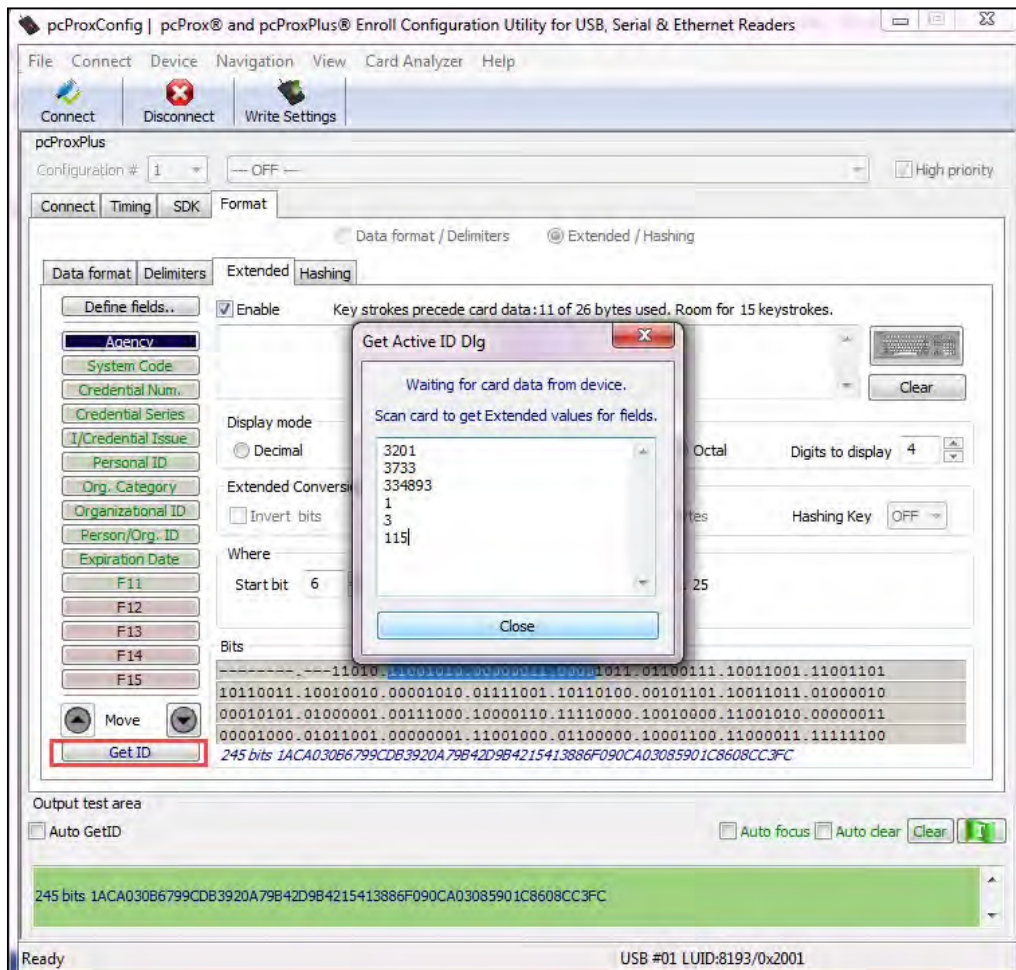 pcProxConfig | pcProx® and pcProxPlus® Enroll Configuration Utility for USB, Serial & Ethernet Readers
File Connect Device Navigation View Card Analyzer Help
Connect Disconnect Write Settings
pcProxPlus
Configuration # 1 --- OFF --- High priority
Connect Timing SDK Format
Data format / Delimiters Extended / Hashing
Data format Delimiters Extended Hashing
Define fields.. Enable Key strokes precede card data:11 of 26 bytes used. Room for 15 keystrokes.
Agency
System Code
Credential Num.
Credential Series
I/Credential Issue
Personal ID
Org. Category
Organizational ID
Person/Org. ID
Expiration Date
F11
F12
F13
F14
F15
Move
Get ID
Clear
Display mode
Decimal Octal Digits to display 4
Invert bits Hashing Key OFF
Where
Start bit 6 25
Get Active ID Dlg
Waiting for card data from device.
Scan card to get Extended values for fields.
3201
3733
334893
1
3
115
Close
Bits
--------.---11010.11001010.00000011.00001011.01100111.10011001.11001101
10110011.10010010.00001010.01111001.10110100.00101101.10011011.01000010
00010101.01000001.00111000.10000110.11110000.10010000.11001010.00000011
00001000.01011001.00000001.11001000.01100000.10001100.11000011.11111100
245 bits 1ACA030B6799CDB3920A79B42D9B4215413886F090CA03085901C8608CC3FC
Output test area
Auto GetID Auto focus Auto clear Clear
245 bits 1ACA030B6799CDB3920A79B42D9B4215413886F090CA03085901C8608CC3FC
Ready USB #01 LUID:8193/0x2001